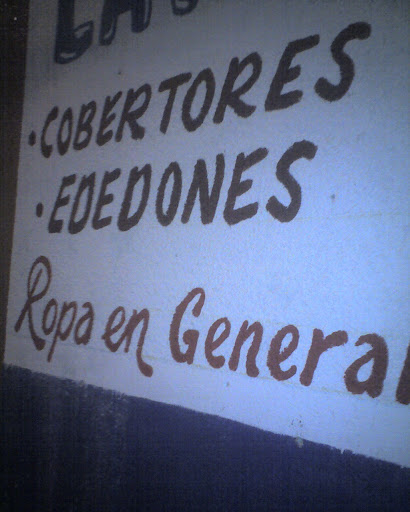 • COBERTORES
• EDEDONES
Ropa en General